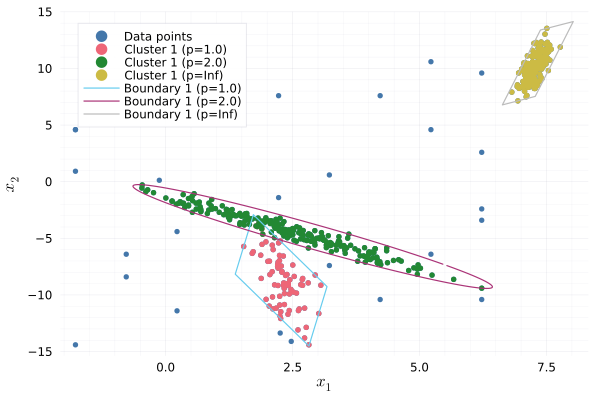 15
10
5
0
−5
−10
−15
x₂
Data points
Cluster 1 (p=1.0)
Cluster 1 (p=2.0)
Cluster 1 (p=Inf)
Boundary 1 (p=1.0)
Boundary 1 (p=2.0)
Boundary 1 (p=Inf)
0.0 2.5 5.0 7.5
x₁